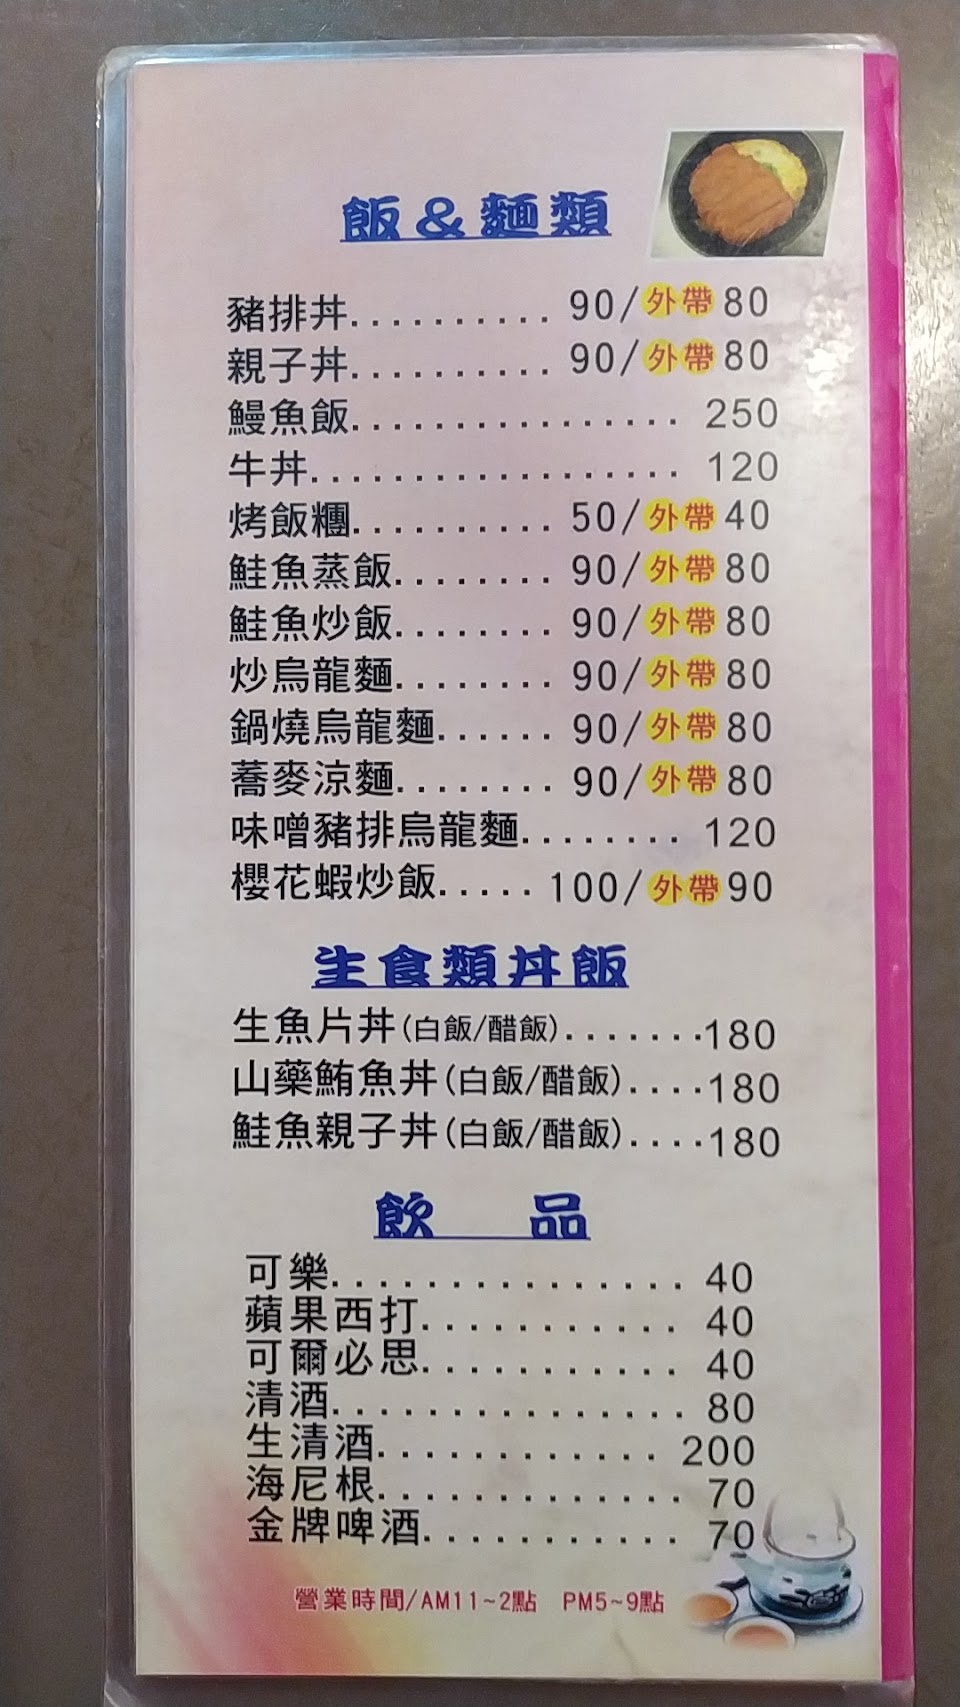 飯&麵類
豬排丼.......... 90/外帶80
親子丼.......... 90/外帶80
鰻魚飯................ 250
牛丼.................. 120
烤飯糰.......... 50/外帶40
鮭魚蒸飯........ 90/外帶80
鮭魚炒飯........ 90/外帶80
炒烏龍麵........ 90/外帶80
鍋燒烏龍麵...... 90/外帶80
蕎麥涼麵........ 90/外帶80
味噌豬排烏龍麵........ 120
櫻花蝦炒飯..... 100/外帶90
生食類丼飯
生魚片丼(白飯/醋飯).......180
山藥鮪魚丼(白飯/醋飯)....180
鮭魚親子丼(白飯/醋飯)....180
飲 品
可樂............... 40
蘋果西打........... 40
可爾必思........... 40
清酒............... 80
生清酒............ 200
海尼根............. 70
金牌啤酒........... 70
營業時間/AM11~2點 PM5~9點